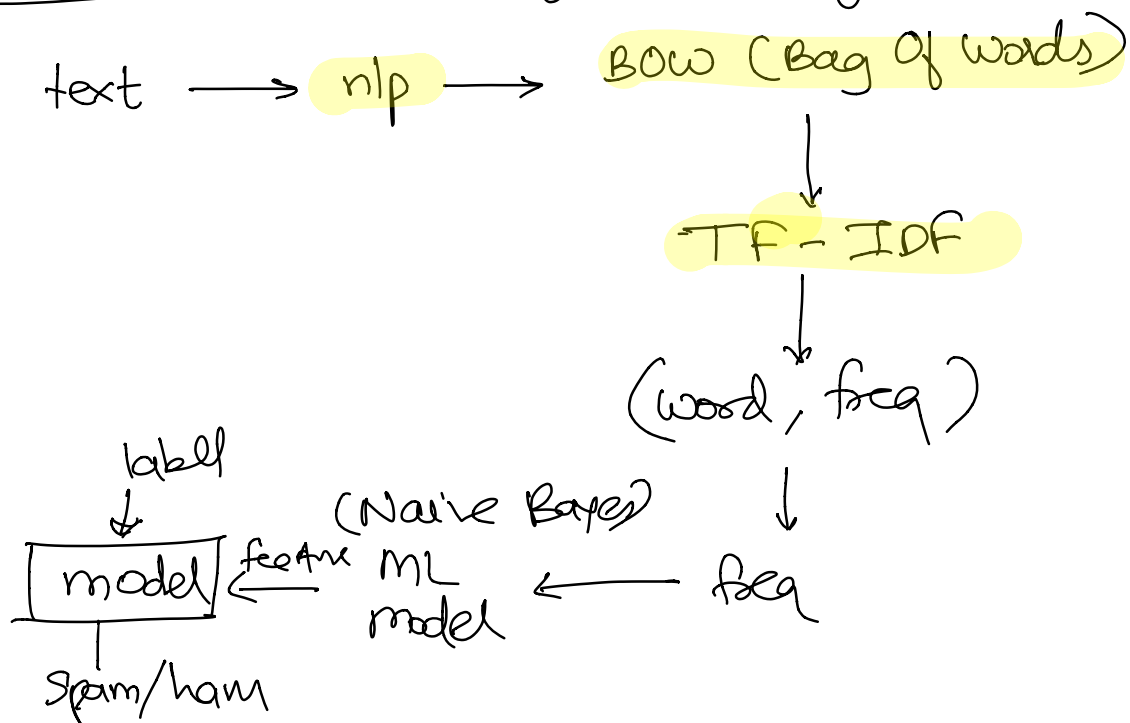 text → nlp → BOW (Bag Of Words)
TF - IDF
(word, freq)
label
(Naive Bayes)
model feature ML model freq
spam/ham